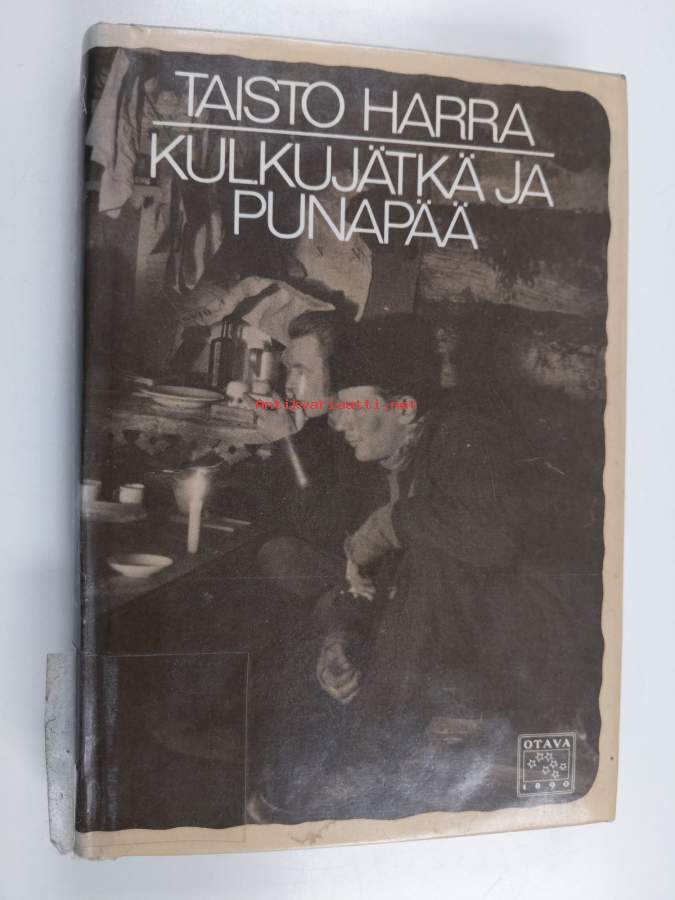 TAISTO HARRA
KULKUJÄTKÄ JA
PUNAPÄÄ
Antikvariaatti.net
OTAVA
1890